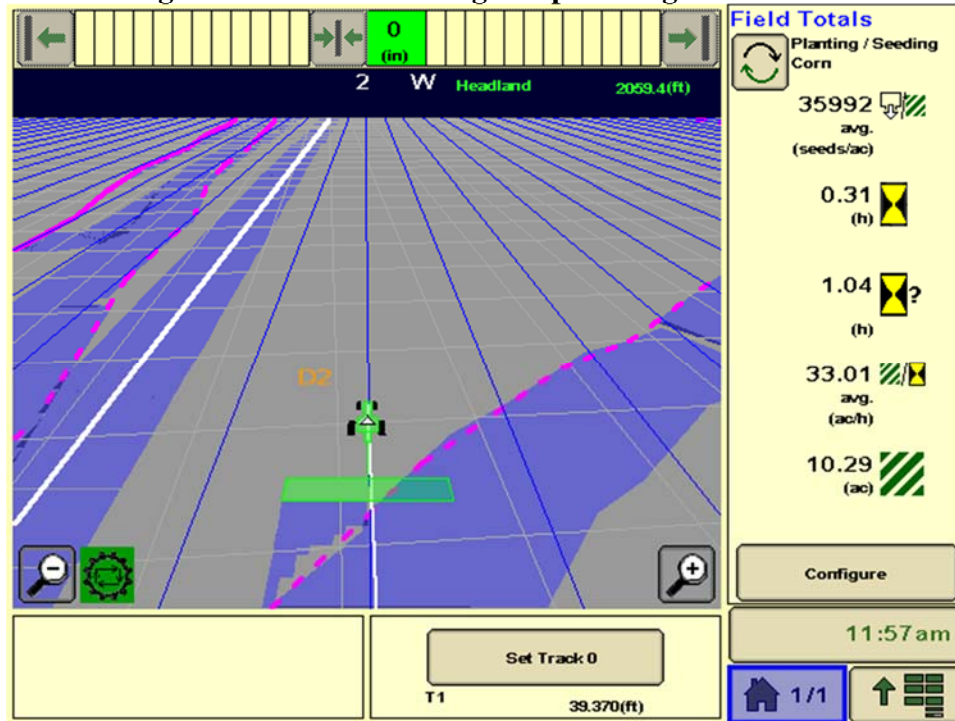 0
(in)
2 W Headland 2059.4(ft)
D2
Set Track 0
T1 39.370(ft)
Field Totals
Planting / Seeding
Corn
35992
avg.
(seeds/ac)
0.31
(h)
1.04 ?
(h)
33.01 /
avg.
(ac/h)
10.29
(ac)
Configure
11:57am
1/1